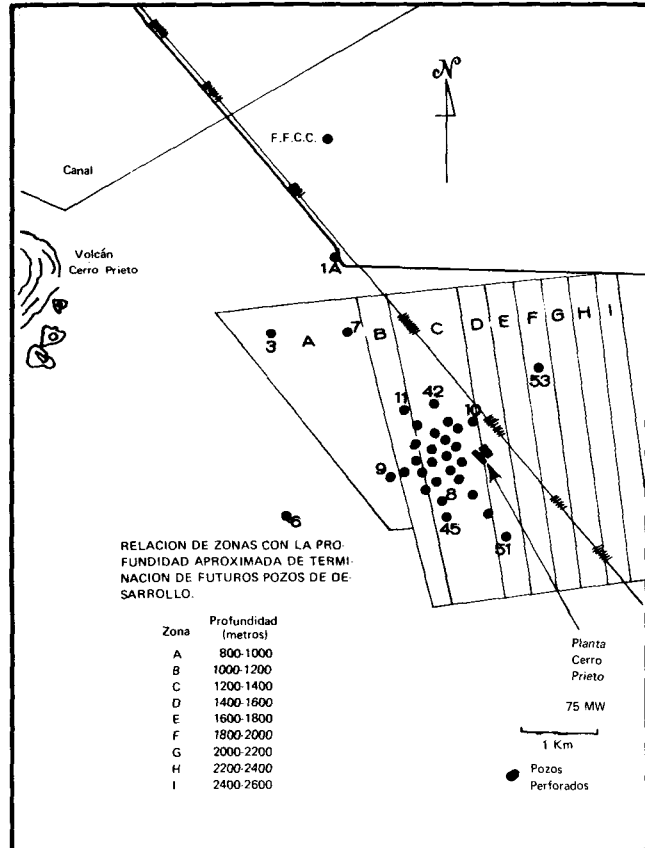 N
F.F.C.C.
Canal
Volcán
Cerro Prieto
1A
3
A
7
B
C
D
E
F
G
H
I
53
11
42
10
9
8
6
45
51
RELACION DE ZONAS CON LA PRO-
FUNDIDAD APROXIMADA DE TERMI-
NACION DE FUTUROS POZOS DE DE-
SARROLLO.
Zona Profundidad
(metros)
A 800-1000
B 1000-1200
C 1200-1400
D 1400-1600
E 1600-1800
F 1800-2000
G 2000-2200
H 2200-2400
I 2400-2600
Planta
Cerro
Prieto
75 MW
1 Km
Pozos
Perforados